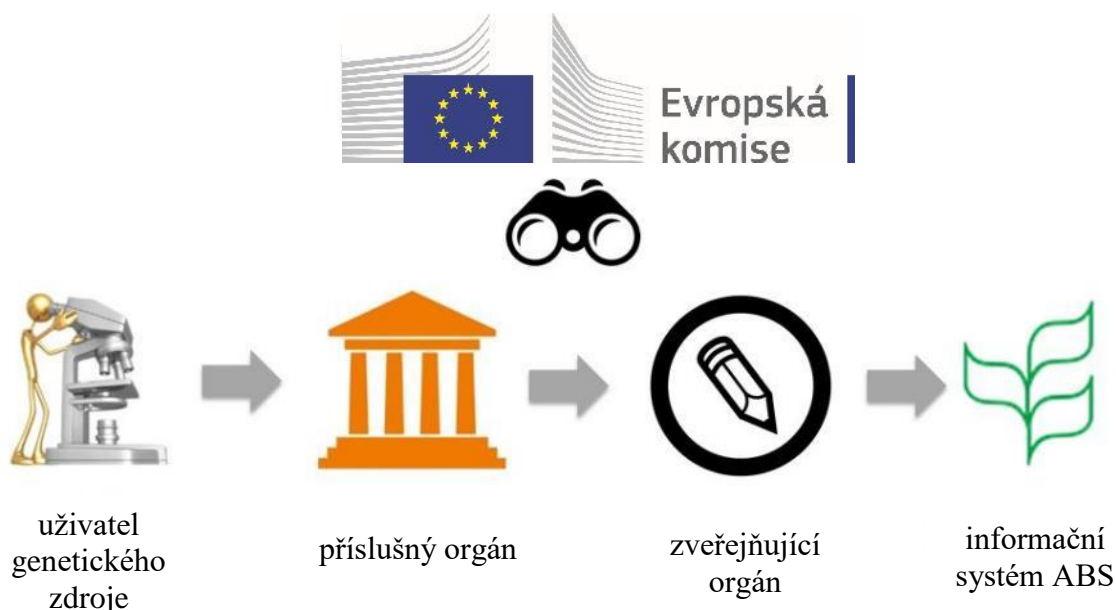 Evropská
komise
uživatel
genetického
zdroje
příslušný orgán
zveřejňující
orgán
informační
systém ABS